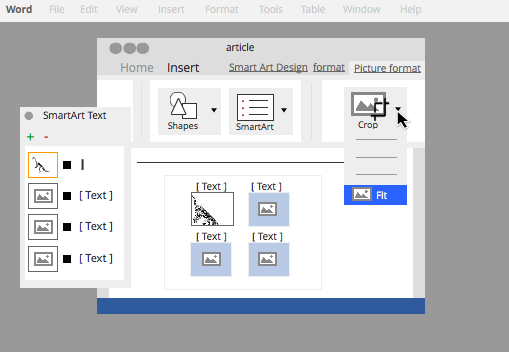 Word File Edit View Insert Format Tools Table Window Help
article
Home Insert Smart Art Design format Picture format
Shapes SmartArt Crop
Fit
SmartArt Text
+ -
[ Text ]
[ Text ]
[ Text ]
[ Text ] [ Text ]
[ Text ] [ Text ]